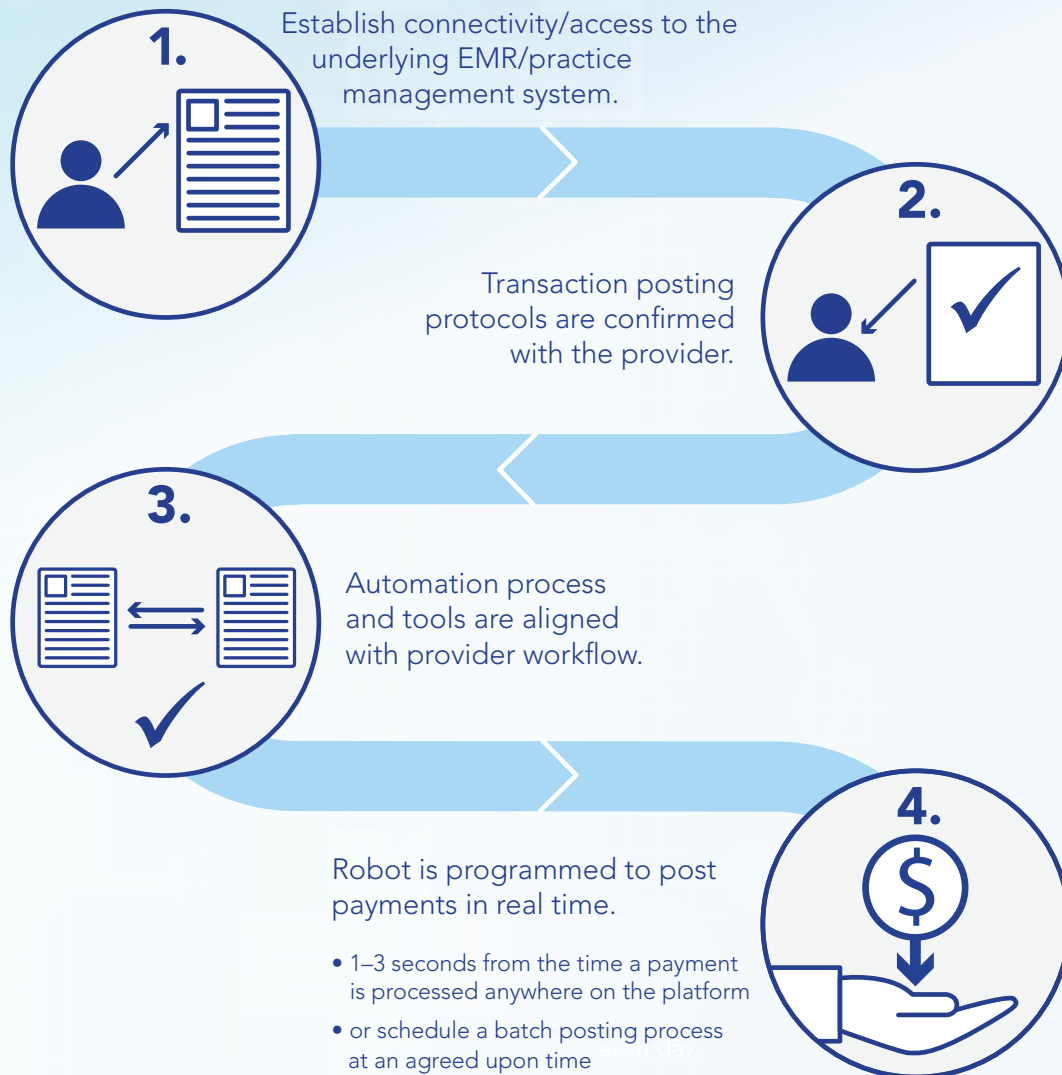 1.
Establish connectivity/access to the
underlying EMR/practice
management system.
2.
Transaction posting
protocols are confirmed
with the provider.
3.
Automation process
and tools are aligned
with provider workflow.
4.
$
Robot is programmed to post
payments in real time.
• 1–3 seconds from the time a payment
is processed anywhere on the platform
• or schedule a batch posting process
at an agreed upon time each day